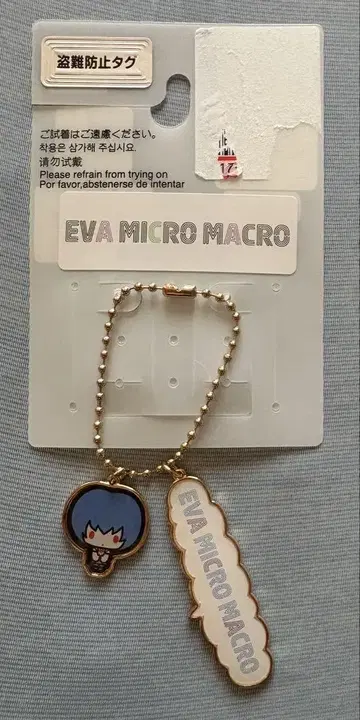 盗難防止タグ
ご試着はご遠慮ください。
착용은 삼가해 주십시요.
请勿试戴
Please refrain from trying on
Por favor,abstenerse de intentar
EVA MICRO MACRO
EVA MICRO MACRO